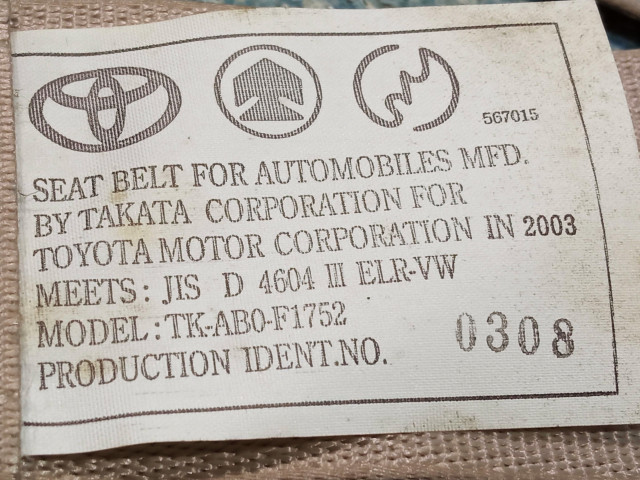 567015
SEAT BELT FOR AUTOMOBILES MFD.
BY TAKATA CORPORATION FOR
TOYOTA MOTOR CORPORATION IN 2003
MEETS: JIS D 4604 III ELR-VW
MODEL: TK-AB0-F1752
PRODUCTION IDENT.NO. 0308